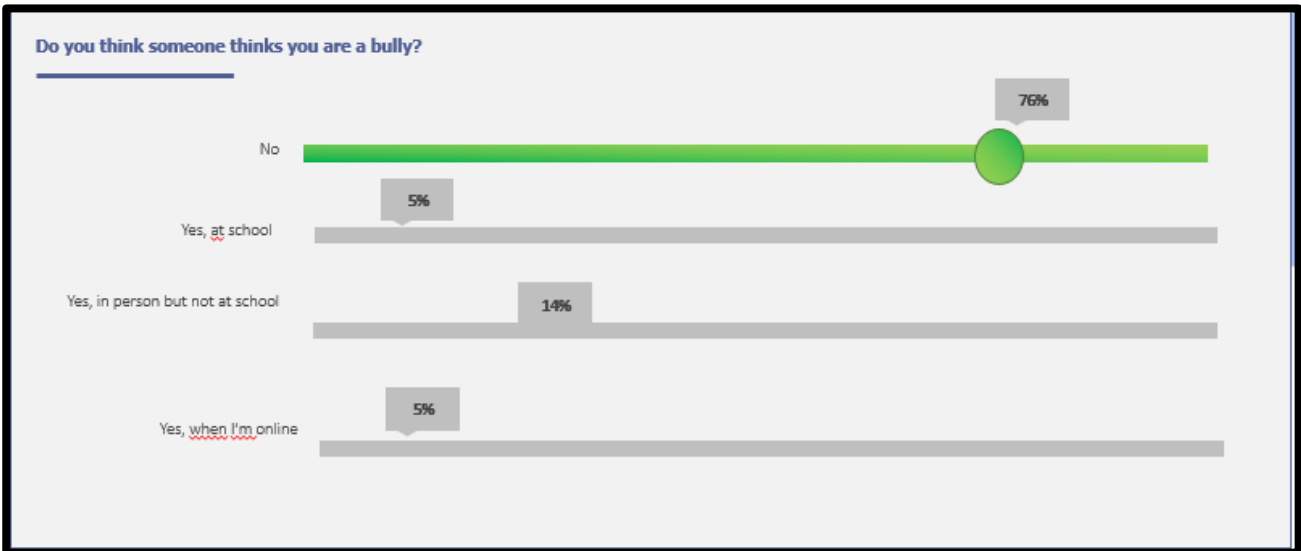 Do you think someone thinks you are a bully?
76%
No
5%
Yes, at school
Yes, in person but not at school
14%
5%
Yes, when I'm online